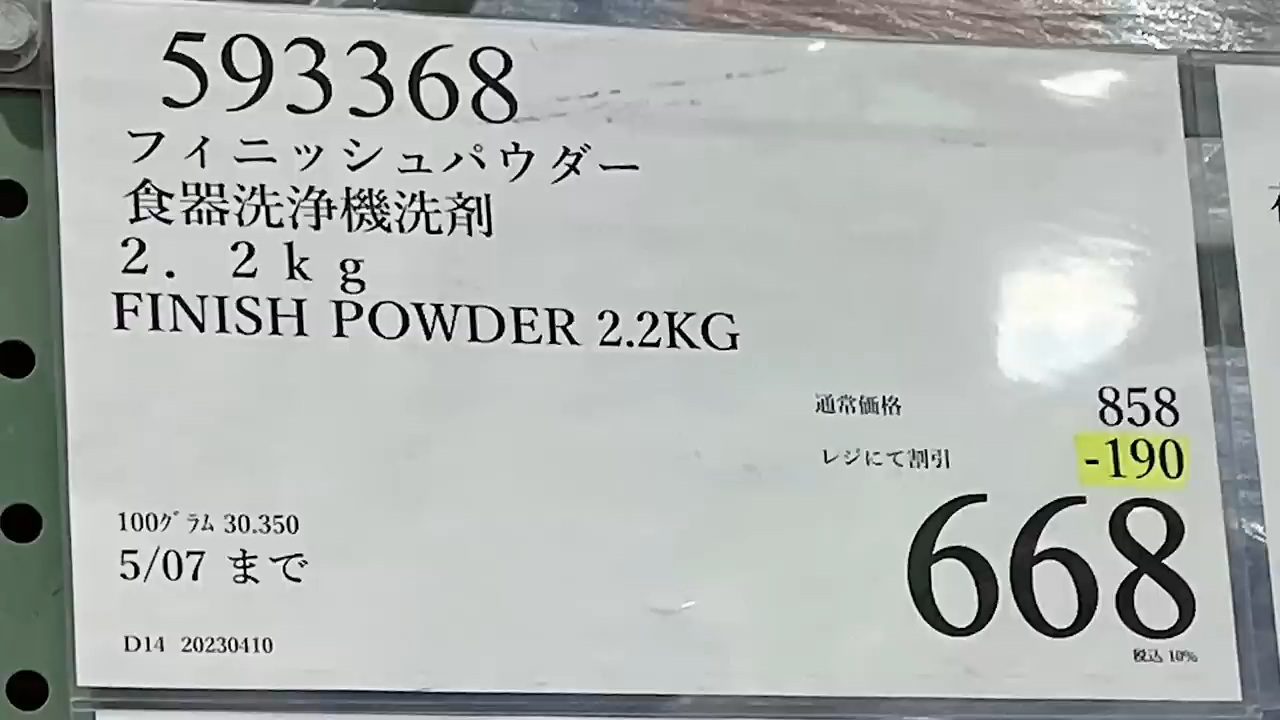 593368
フィニッシュパウダー
食器洗浄機洗剤
２．２ｋｇ
FINISH POWDER 2.2KG
通常価格 858
レジにて割引 -190
668
税込 10%
100ｸﾞﾗﾑ 30.350
5/07 まで
D14 20230410